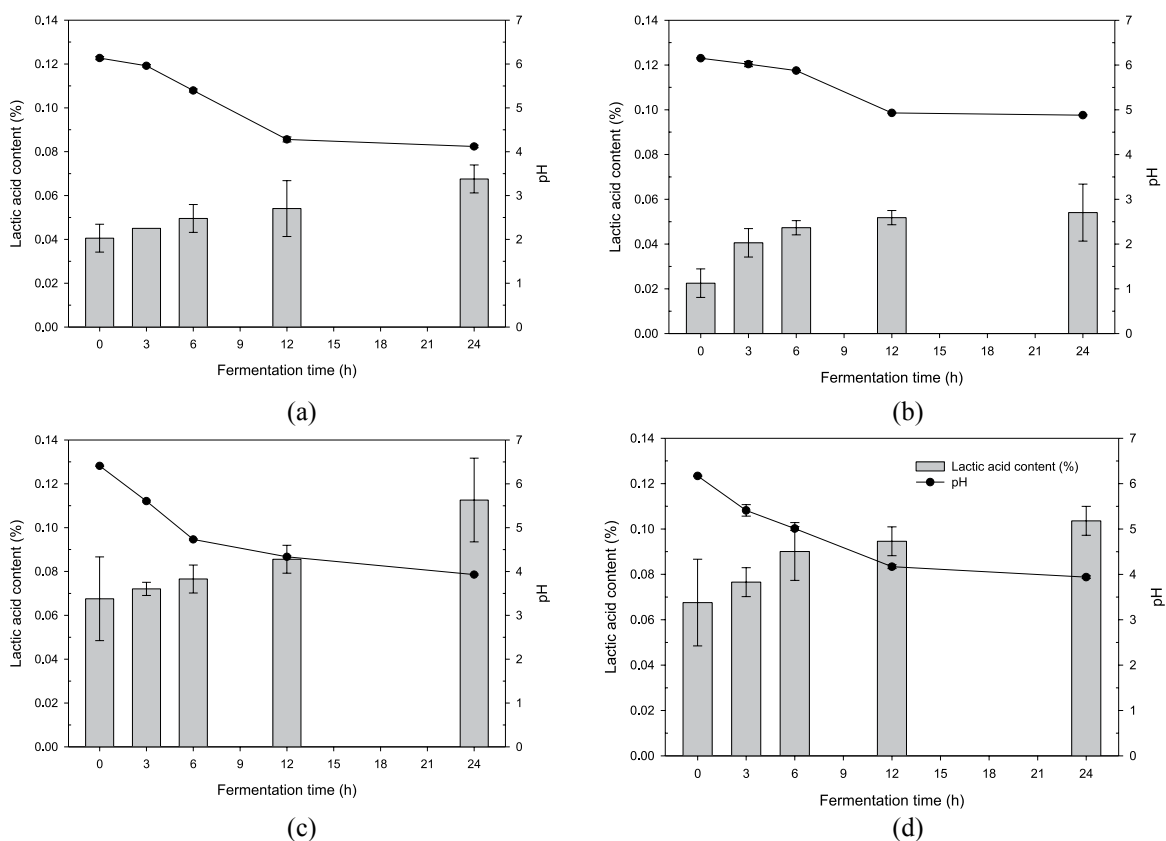 0.14
0.12
0.10
0.08
0.06
0.04
0.02
0.00
Lactic acid content (%)
7
6
5
4
3
2
1
0
pH
0 3 6 9 12 15 18 21 24
Fermentation time (h)
(a)
0.14
0.12
0.10
0.08
0.06
0.04
0.02
0.00
Lactic acid content (%)
7
6
5
4
3
2
1
0
pH
0 3 6 9 12 15 18 21 24
Fermentation time (h)
(b)
0.14
0.12
0.10
0.08
0.06
0.04
0.02
0.00
Lactic acid content (%)
7
6
5
4
3
2
1
0
pH
0 3 6 9 12 15 18 21 24
Fermentation time (h)
(c)
0.14
0.12
0.10
0.08
0.06
0.04
0.02
0.00
Lactic acid content (%)
Lactic acid content (%)
pH
7
6
5
4
3
2
1
0
pH
0 3 6 9 12 15 18 21 24
Fermentation time (h)
(d)